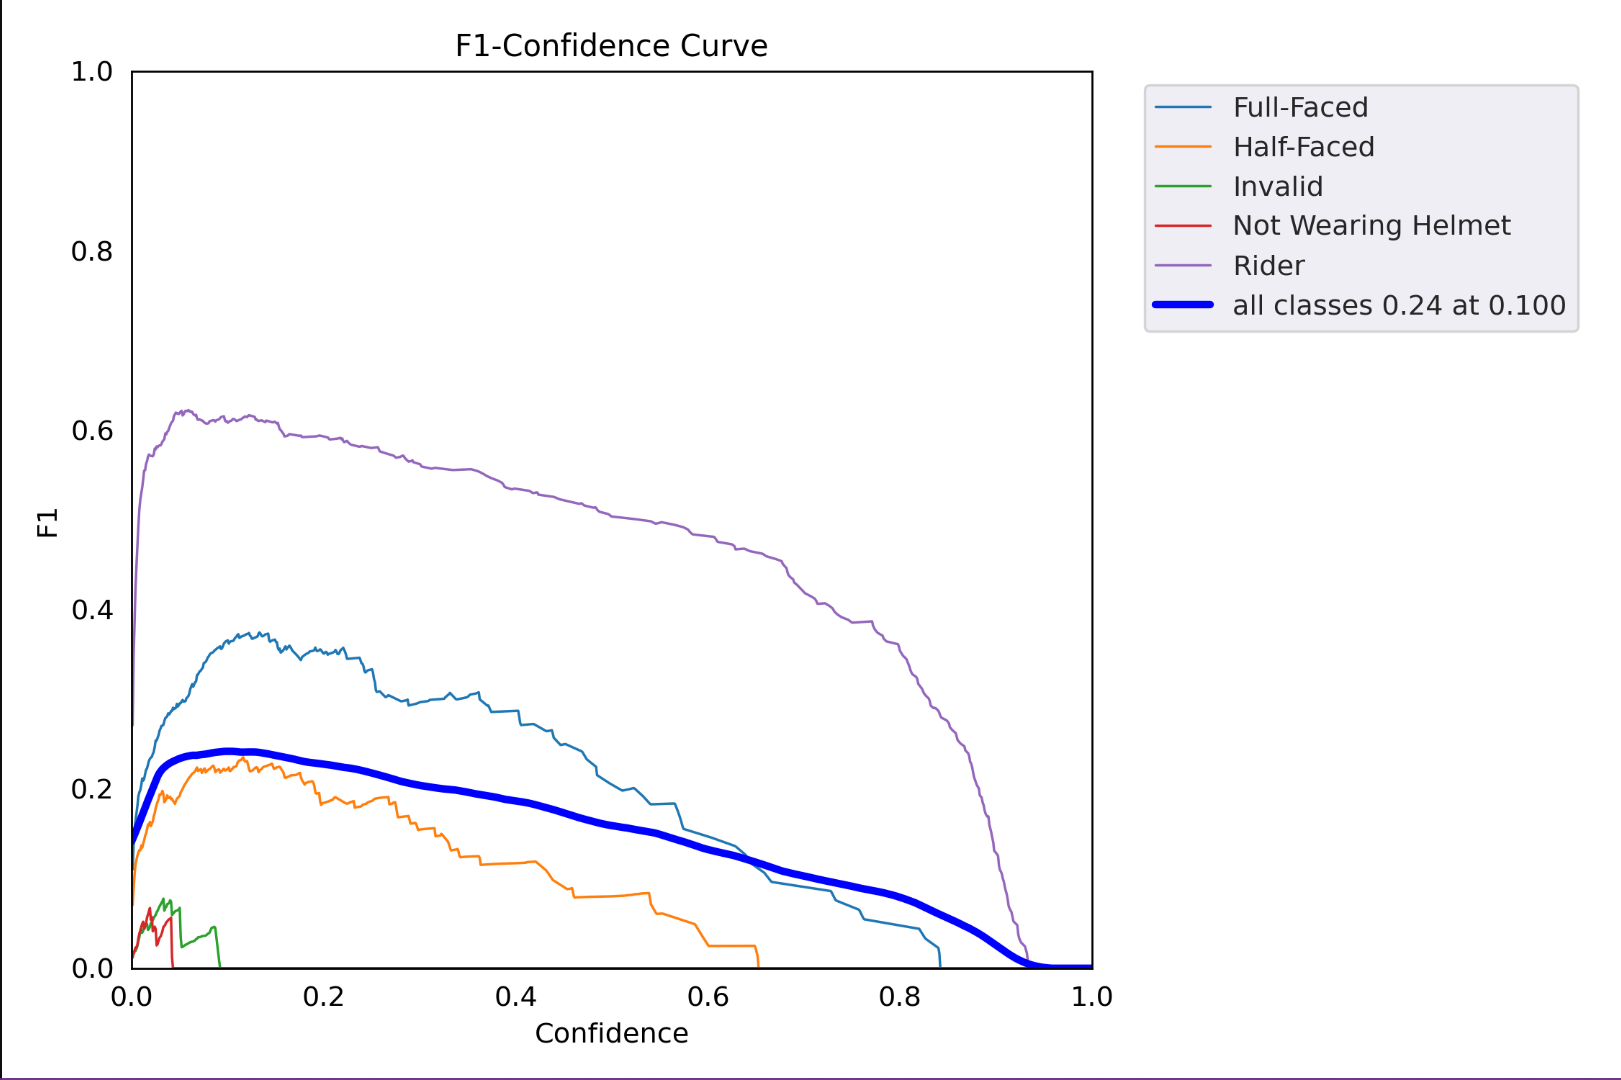 F1-Confidence Curve
1.0
0.8
0.6
0.4
0.2
0.0
F1
0.0 0.2 0.4 0.6 0.8 1.0
Confidence
Full-Faced
Half-Faced
Invalid
Not Wearing Helmet
Rider
all classes 0.24 at 0.100